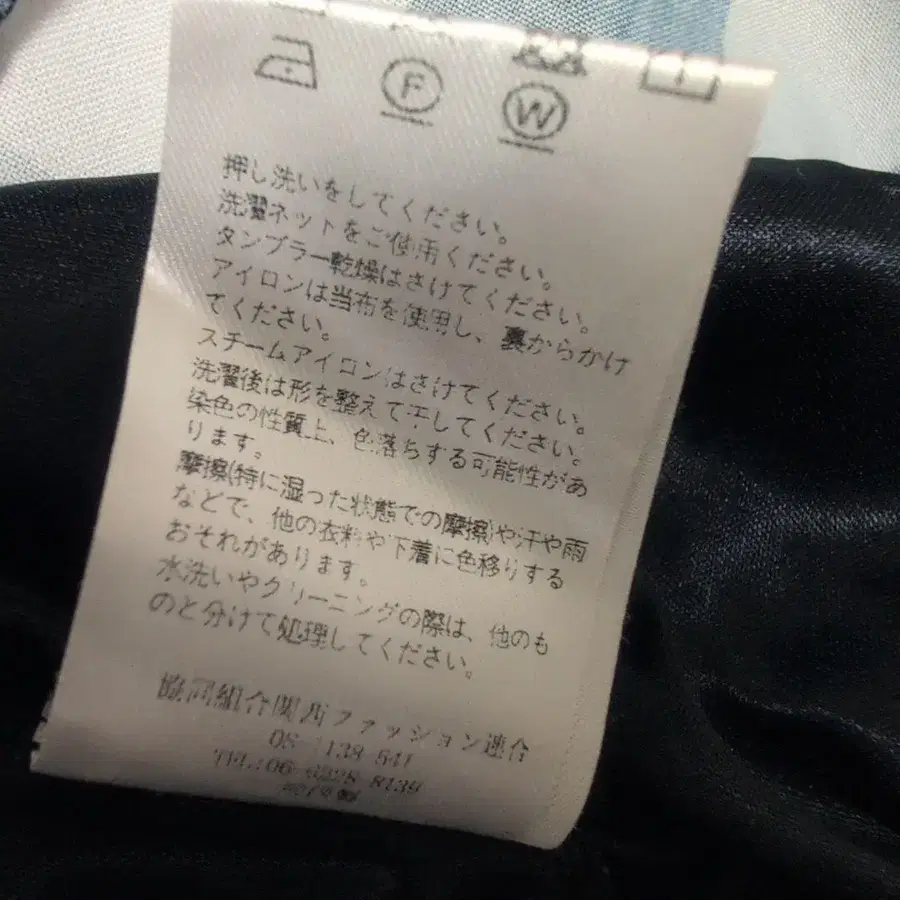 F
W
押し洗いをしてください。
洗濯ネットをご使用ください。
タンブラー乾燥はさけてください。
アイロンは当布を使用し、裏からかけ
てください。
スチームアイロンはさけてください。
洗濯後は形を整えて干してください。
染色の性質上、色落ちする可能性があ
ります。
摩擦(特に湿った状態での摩擦)や汗や雨
などで、他の衣料や下着に色移りする
おそれがあります。
水洗いやクリーニングの際は、他のも
のと分けて処理してください。
協同組合関西ファッション連合
TEL:06-6228-8139